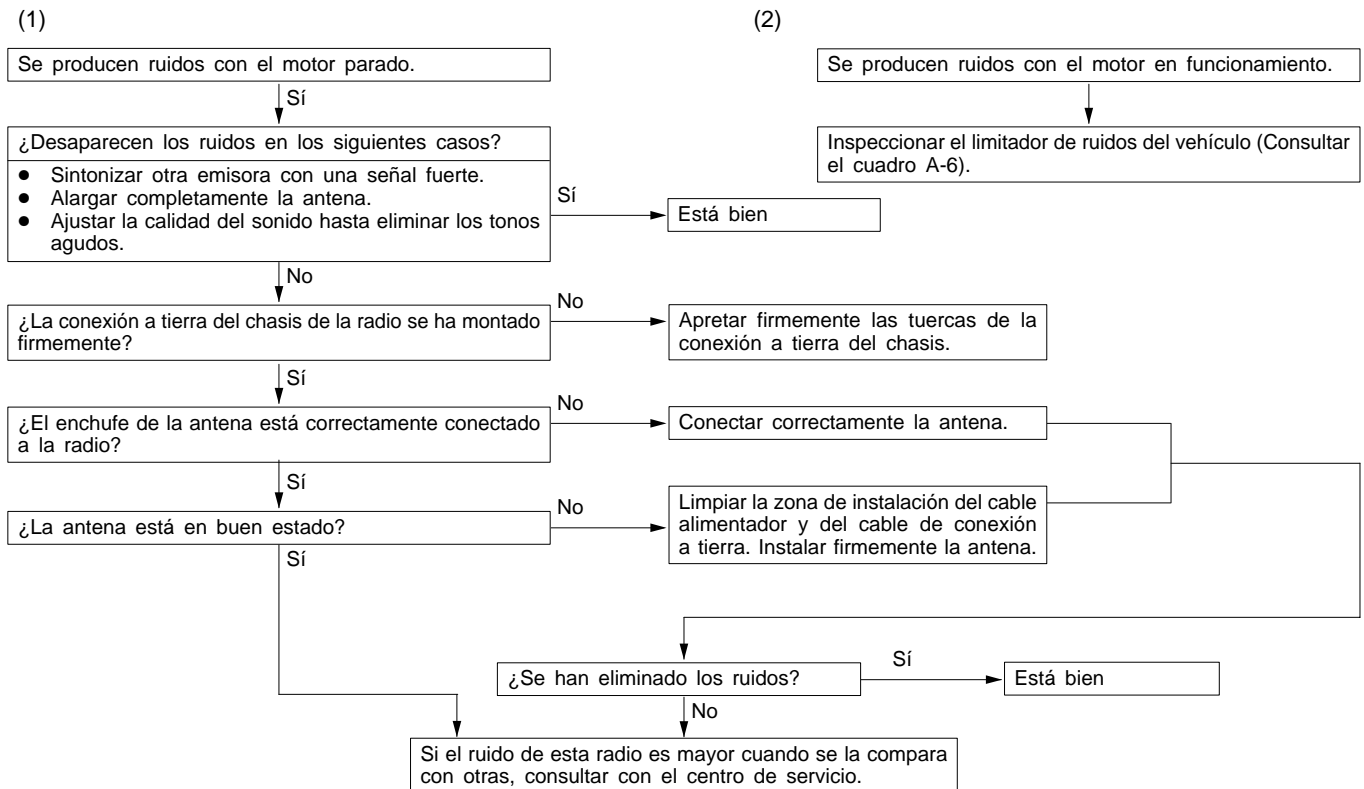 (1)
(2)
Se producen ruidos con el motor parado.
Se producen ruidos con el motor en funcionamiento.
Sí
¿Desaparecen los ruidos en los siguientes casos?
● Sintonizar otra emisora con una señal fuerte.
● Alargar completamente la antena.
● Ajustar la calidad del sonido hasta eliminar los tonos
agudos.
Inspeccionar el limitador de ruidos del vehículo (Consultar
el cuadro A-6).
Sí
Está bien
No
¿La conexión a tierra del chasis de la radio se ha montado
firmemente?
No
Apretar firmemente las tuercas de la
conexión a tierra del chasis.
Sí
¿El enchufe de la antena está correctamente conectado
a la radio?
No
Conectar correctamente la antena.
Sí
¿La antena está en buen estado?
No
Limpiar la zona de instalación del cable
alimentador y del cable de conexión
a tierra. Instalar firmemente la antena.
Sí
¿Se han eliminado los ruidos?
Sí
Está bien
No
Si el ruido de esta radio es mayor cuando se la compara
con otras, consultar con el centro de servicio.